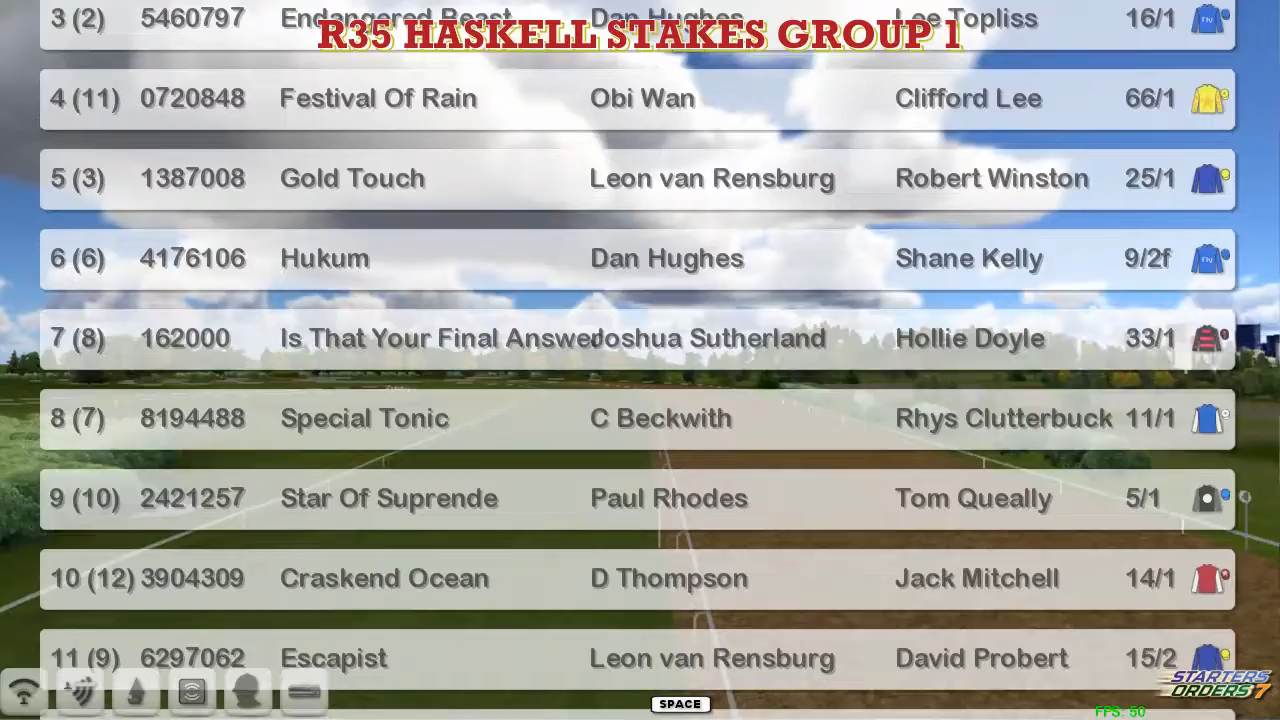 3 (2) 5460797 Endangered Beast Dan Hughes Lee Topliss 16/1
R35 HASKELL STAKES GROUP 1
4 (11) 0720848 Festival Of Rain Obi Wan Clifford Lee 66/1
5 (3) 1387008 Gold Touch Leon van Rensburg Robert Winston 25/1
6 (6) 4176106 Hukum Dan Hughes Shane Kelly 9/2f
7 (8) 162000 Is That Your Final Answer Joshua Sutherland Hollie Doyle 33/1
8 (7) 8194488 Special Tonic C Beckwith Rhys Clutterbuck 11/1
9 (10) 2421257 Star Of Suprende Paul Rhodes Tom Queally 5/1
10 (12) 3904309 Craskend Ocean D Thompson Jack Mitchell 14/1
11 (9) 6297062 Escapist Leon van Rensburg David Probert 15/2
STARTERS
ORDERS 7
SPACE
FPS: 50